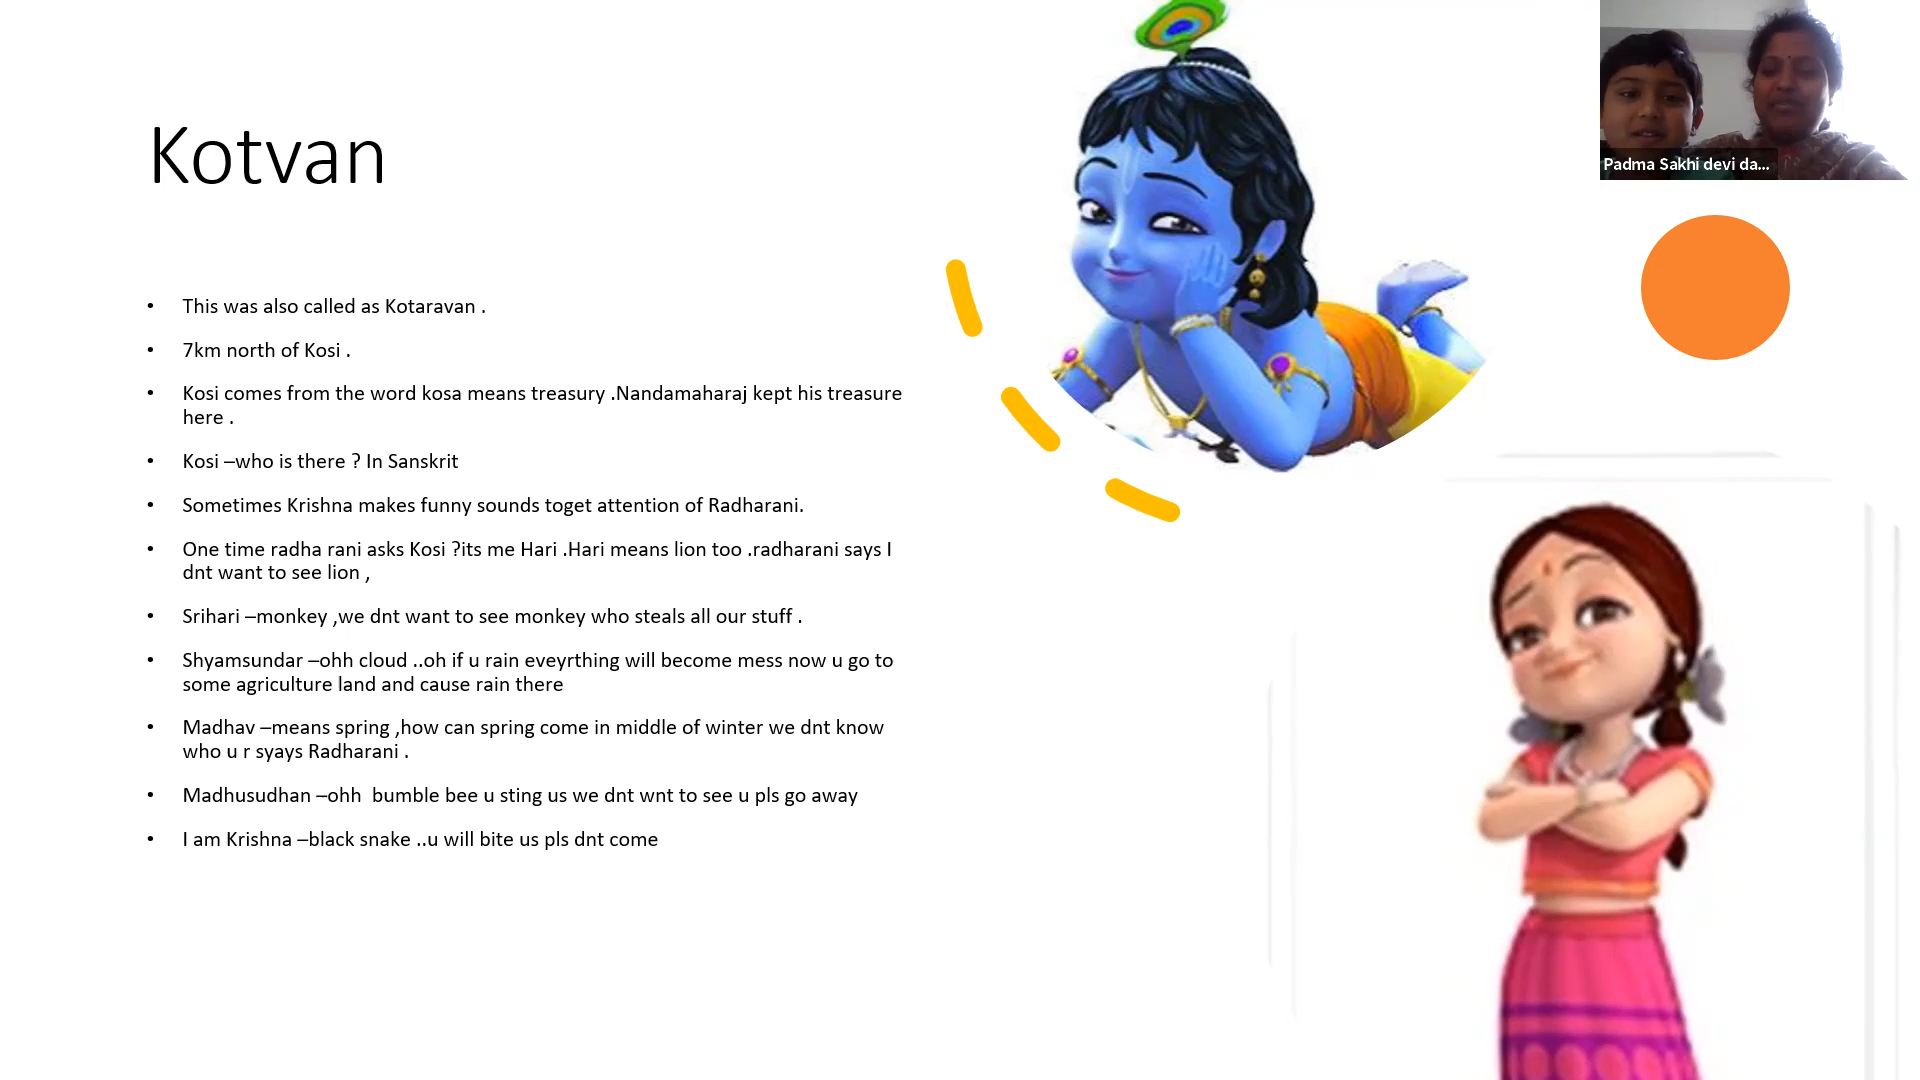 Kotvan
Padma Sakhi devi da...
• This was also called as Kotaravan .
• 7km north of Kosi .
• Kosi comes from the word kosa means treasury .Nandamaharaj kept his treasure
here .
• Kosi –who is there ? In Sanskrit
• Sometimes Krishna makes funny sounds toget attention of Radharani.
• One time radha rani asks Kosi ?its me Hari .Hari means lion too .radharani says I
dnt want to see lion ,
• Srihari –monkey ,we dnt want to see monkey who steals all our stuff .
• Shyamsundar –ohh cloud ..oh if u rain eveyrthing will become mess now u go to
some agriculture land and cause rain there
• Madhav –means spring ,how can spring come in middle of winter we dnt know
who u r syays Radharani .
• Madhusudhan –ohh  bumble bee u sting us we dnt wnt to see u pls go away
• I am Krishna –black snake ..u will bite us pls dnt come